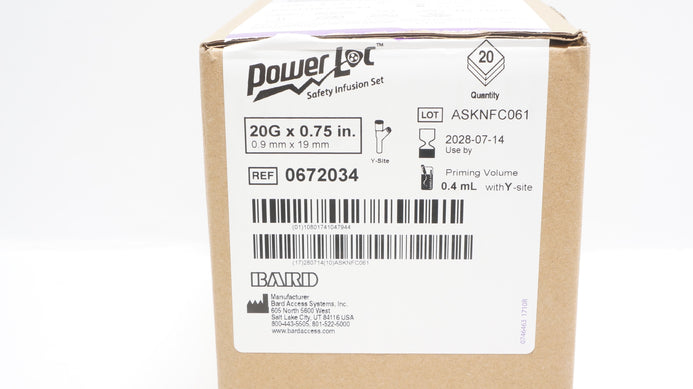 PowerLoc™
Safety Infusion Set
20
Quantity
20G x 0.75 in.
0.9 mm x 19 mm
Y-Site
LOT ASKNFC061
2028-07-14
Use by
REF 0672034
Priming Volume
0.4 mL with Y-site
(01)10801741047944
(17)280714(10)ASKNFC061
BARD
Manufacturer
Bard Access Systems, Inc.
605 North 5600 West
Salt Lake City, UT 84116 USA
800-443-5505, 801-522-5000
www.bardaccess.com
0746463 1710R